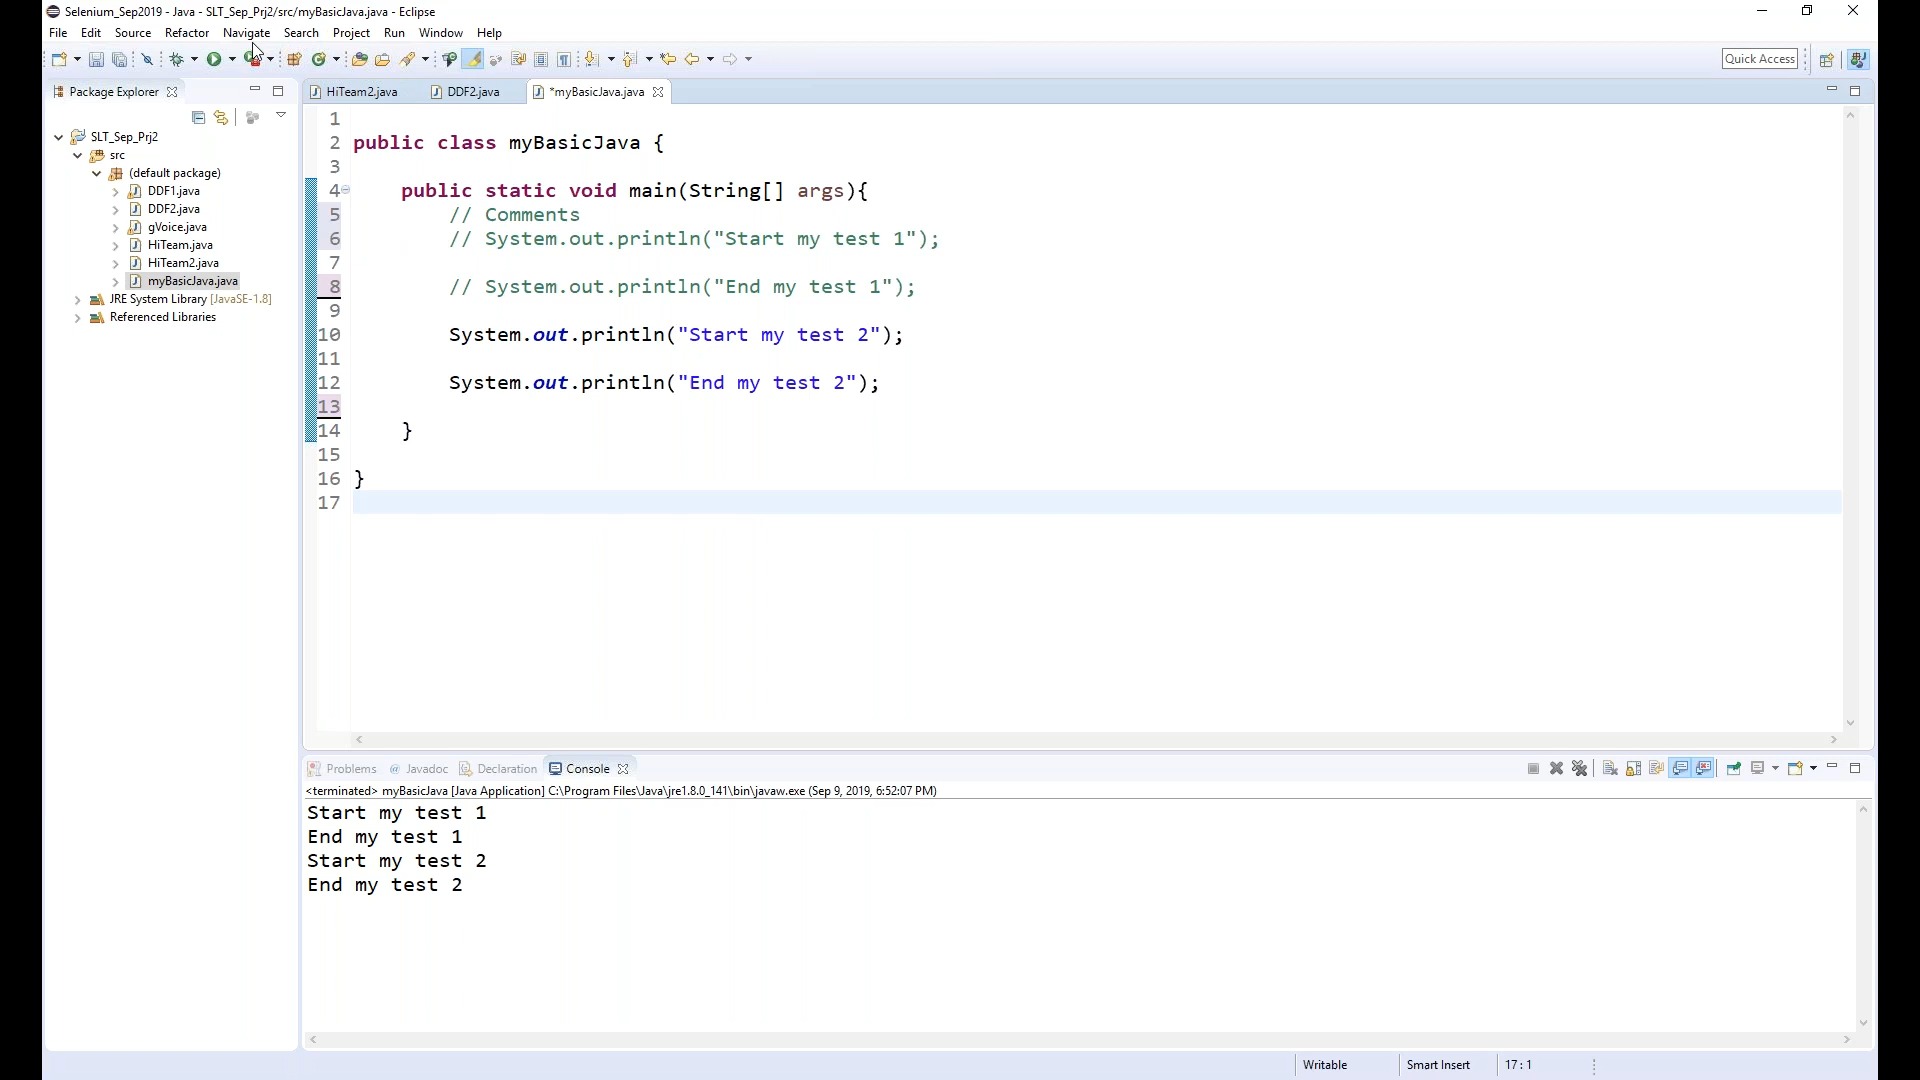 Selenium_Sep2019 - Java - SLT_Sep_Prj2/src/myBasicJava.java - Eclipse
File Edit Source Refactor Navigate Search Project Run Window Help
Quick Access
Package Explorer
HiTeam2.java DDF2.java *myBasicJava.java
SLT_Sep_Prj2
src
(default package)
DDF1.java
DDF2.java
gVoice.java
HiTeam.java
HiTeam2.java
myBasicJava.java
JRE System Library [JavaSE-1.8]
Referenced Libraries
1
2 public class myBasicJava {
3
4 public static void main(String[] args){
5 // Comments
6 // System.out.println("Start my test 1");
7
8 // System.out.println("End my test 1");
9
10 System.out.println("Start my test 2");
11
12 System.out.println("End my test 2");
13
14 }
15
16 }
17
Problems @ Javadoc Declaration Console
<terminated> myBasicJava [Java Application] C:\Program Files\Java\jre1.8.0_141\bin\javaw.exe (Sep 9, 2019, 6:52:07 PM)
Start my test 1
End my test 1
Start my test 2
End my test 2
Writable Smart Insert 17 : 1